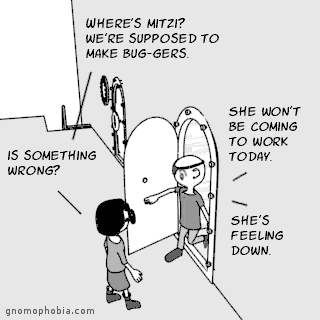 WHERE'S MITZI?
WE'RE SUPPOSED TO
MAKE BUG-GERS.
IS SOMETHING
WRONG?
SHE WON'T
BE COMING
TO WORK
TODAY.
SHE'S
FEELING
DOWN.
gnomophobia.com